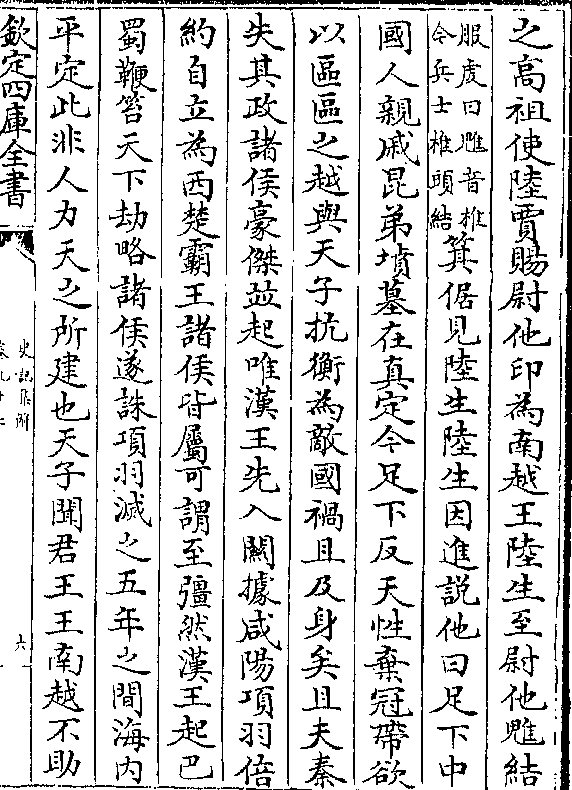 之高祖使陸賈賜尉他印為南越王陸生至尉他魋結
服䖍曰魋音椎
今兵士椎頭結
箕倨見陸生陸生因進說他曰足下中
國人親戚昆弟墳墓在真定今足下反天性棄冠帶欲
以區區之越與天子抗衡為敵國禍且及身矣且夫秦
失其政諸侯豪傑並起唯漢王先入關據咸陽項羽倍
約自立為西楚霸王諸侯皆屬可謂至彊然漢王起巴
蜀鞭笞天下劫略諸侯遂誅項羽滅之五年之間海内
平定此非人力天之所建也天子聞君王王南越不助
欽定四庫全書
史記集解
六